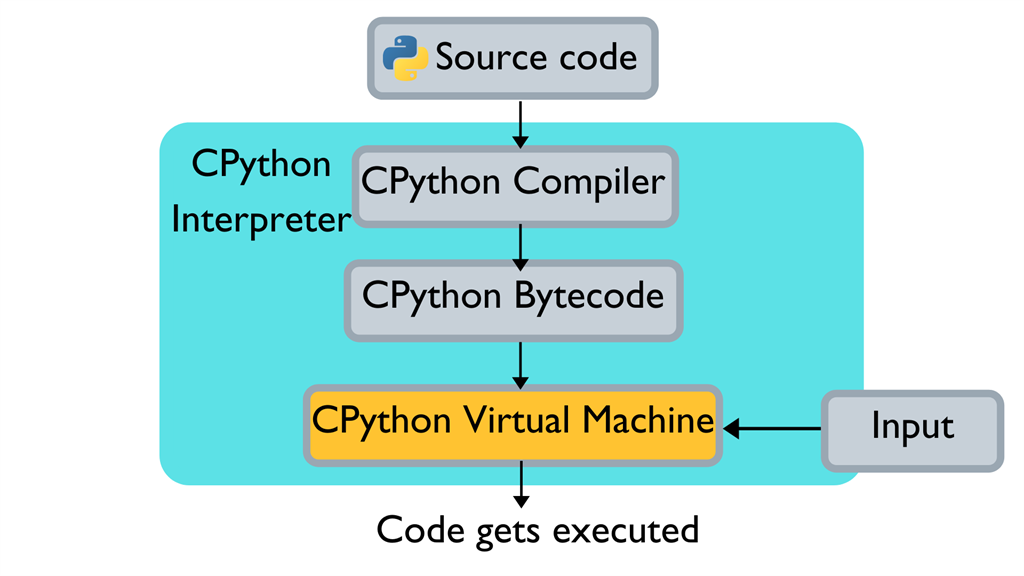 Source code
CPython
Interpreter
CPython Compiler
CPython Bytecode
CPython Virtual Machine
Input
Code gets executed